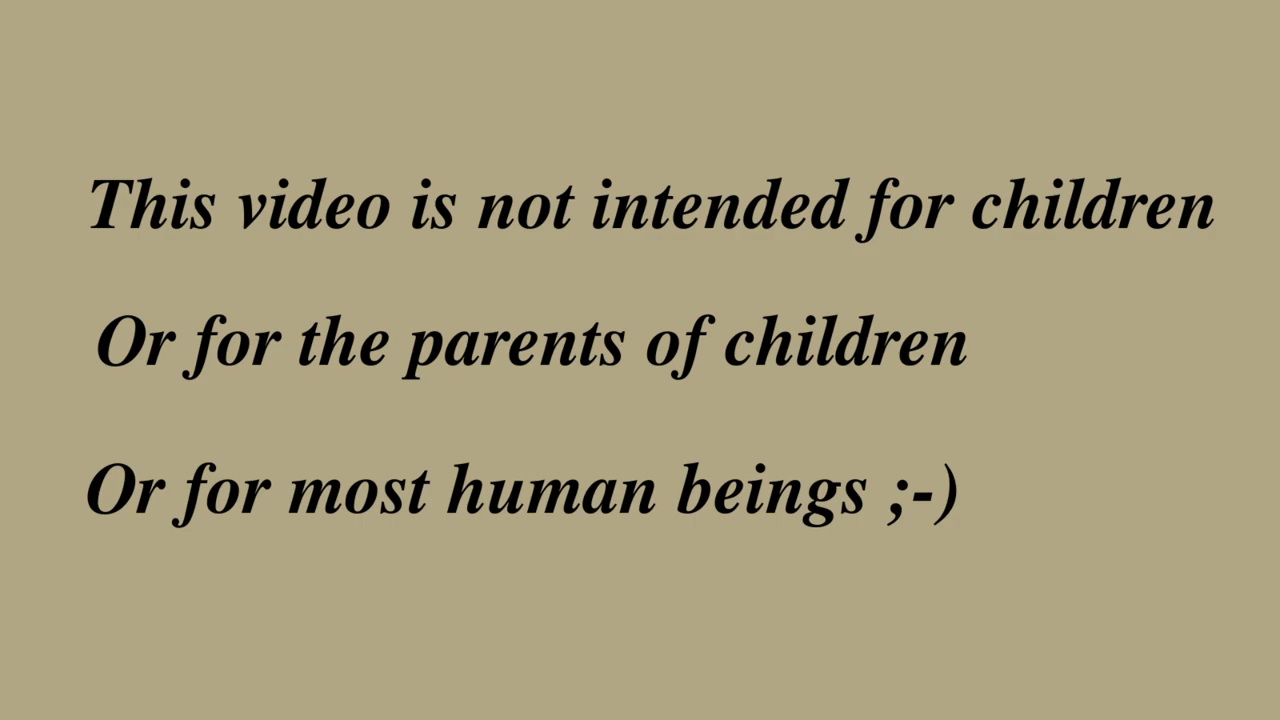 This video is not intended for children
Or for the parents of children
Or for most human beings ;-)